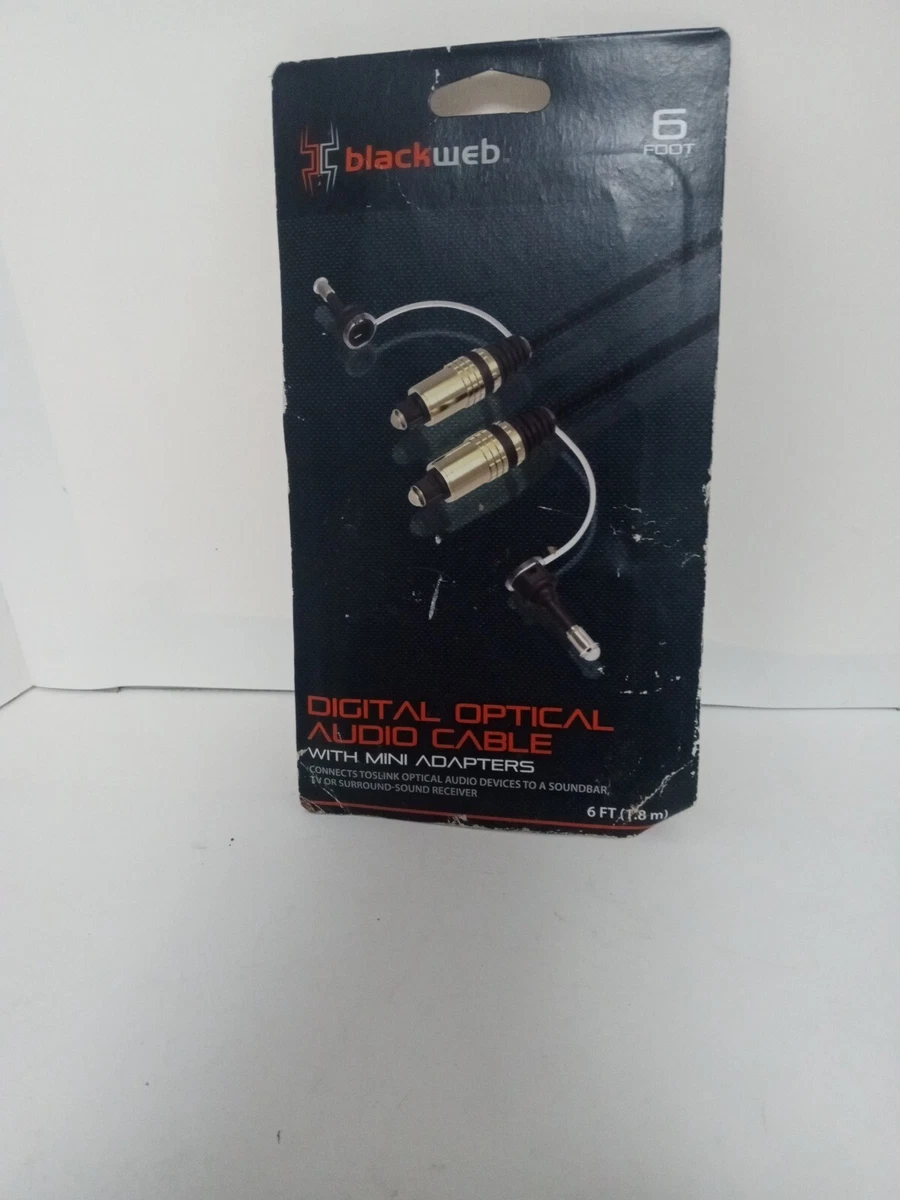 blackweb™
6
FOOT
DIGITAL OPTICAL
AUDIO CABLE
WITH MINI ADAPTERS
CONNECTS TOSLINK OPTICAL AUDIO DEVICES TO A SOUNDBAR,
TV OR SURROUND-SOUND RECEIVER
6 FT (1.8 m)